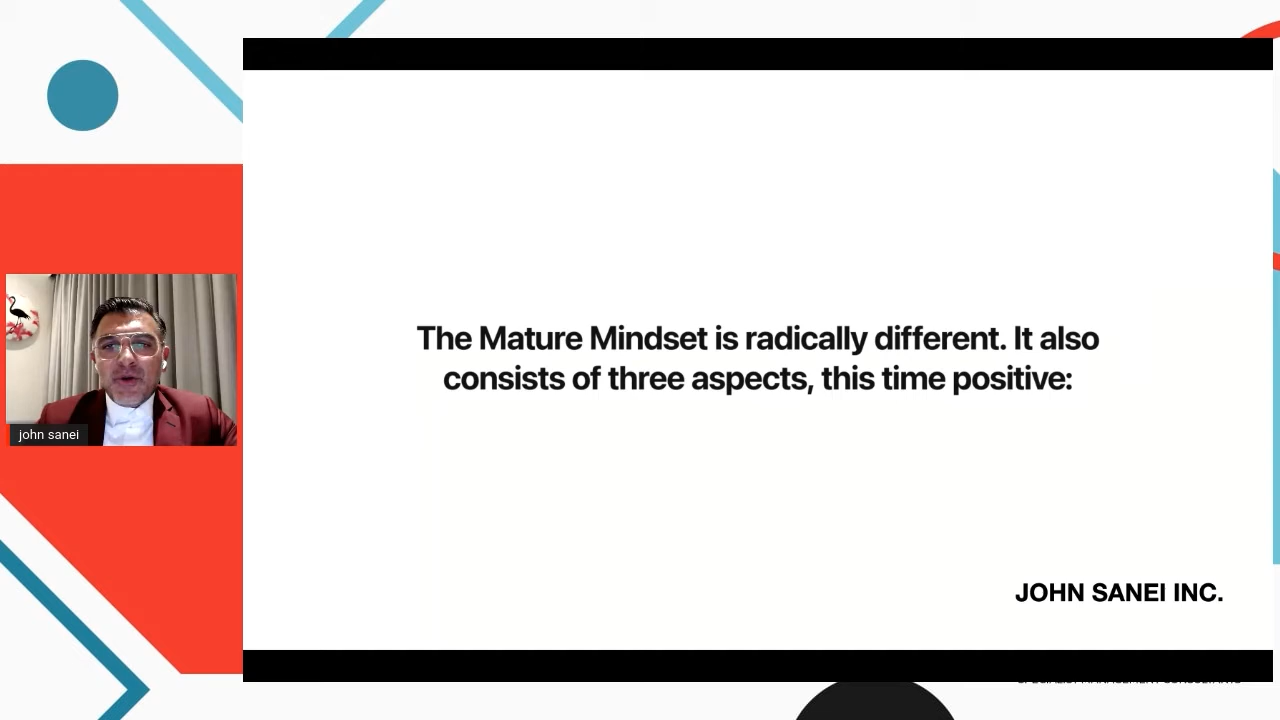 The Mature Mindset is radically different. It also
consists of three aspects, this time positive:
john sanei
JOHN SANEI INC.